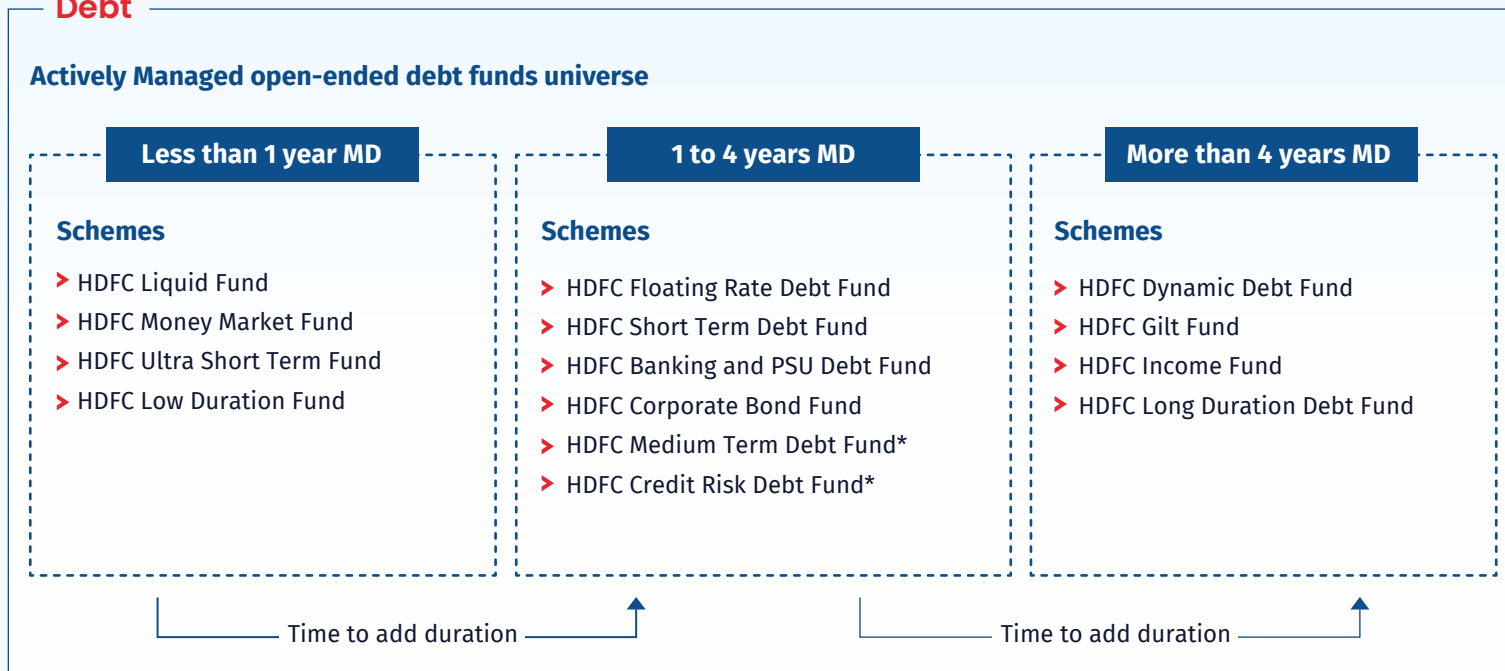 Debt
Actively Managed open-ended debt funds universe
Less than 1 year MD
Schemes
HDFC Liquid Fund
HDFC Money Market Fund
HDFC Ultra Short Term Fund
HDFC Low Duration Fund
1 to 4 years MD
Schemes
HDFC Floating Rate Debt Fund
HDFC Short Term Debt Fund
HDFC Banking and PSU Debt Fund
HDFC Corporate Bond Fund
HDFC Medium Term Debt Fund*
HDFC Credit Risk Debt Fund*
More than 4 years MD
Schemes
HDFC Dynamic Debt Fund
HDFC Gilt Fund
HDFC Income Fund
HDFC Long Duration Debt Fund
Time to add duration
Time to add duration